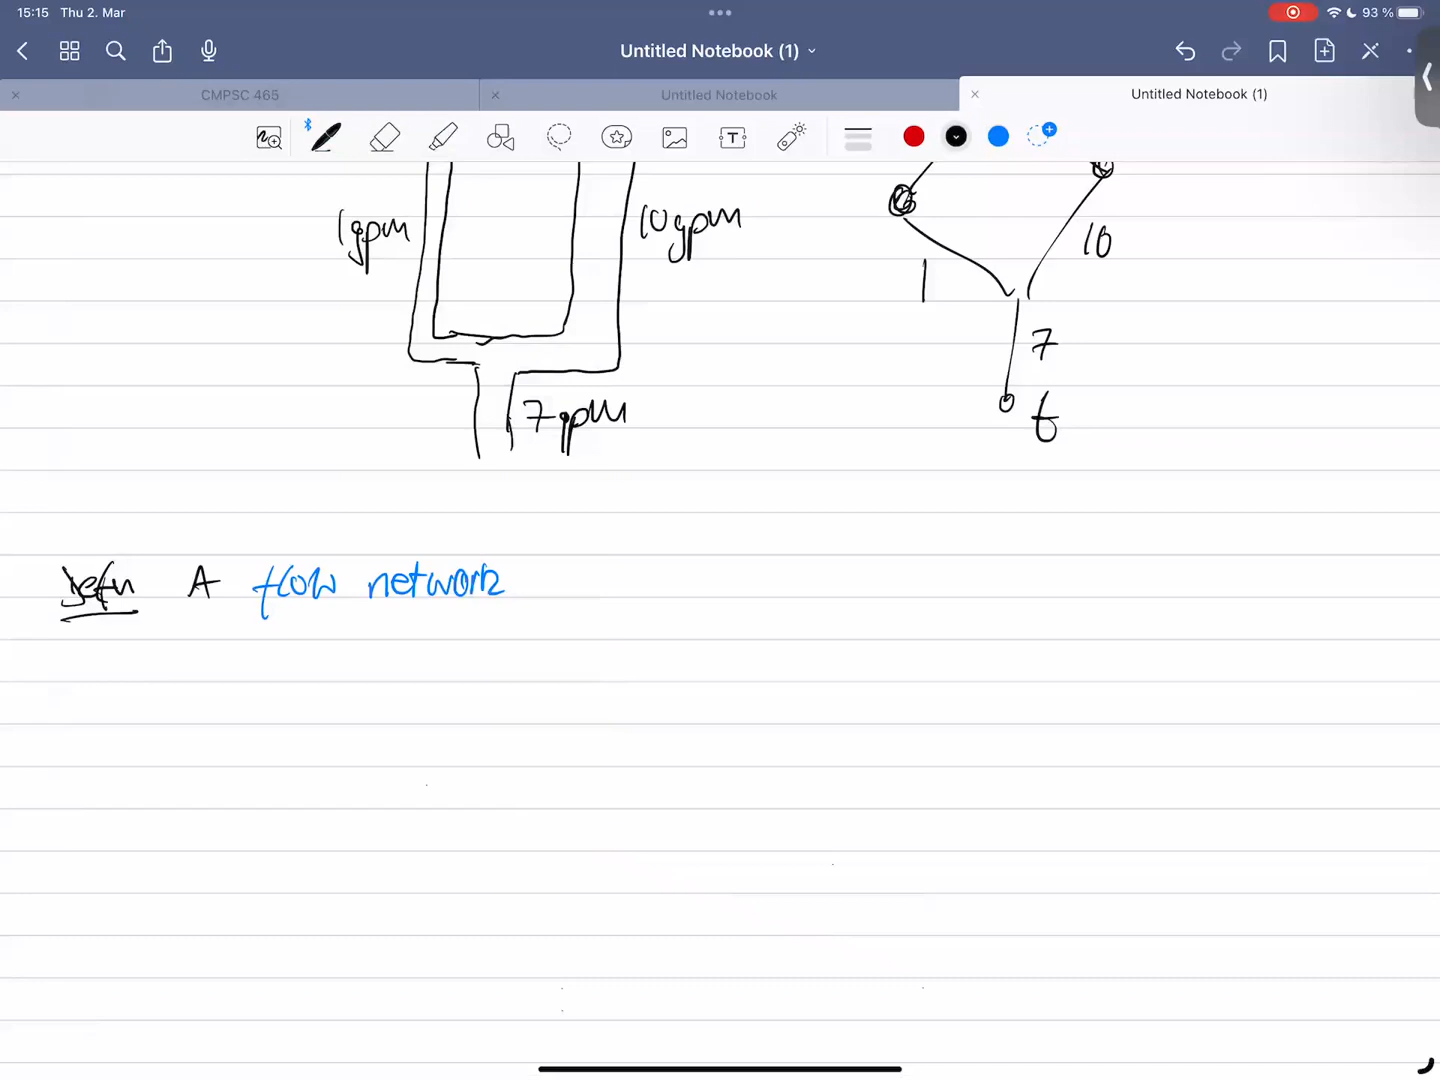 15:15 Thu 2. Mar 93 %
Untitled Notebook (1)
CMPSC 465 Untitled Notebook Untitled Notebook (1)
T
1gpm 10gpm 1 10
7gpm 7
t
Defn A flow network